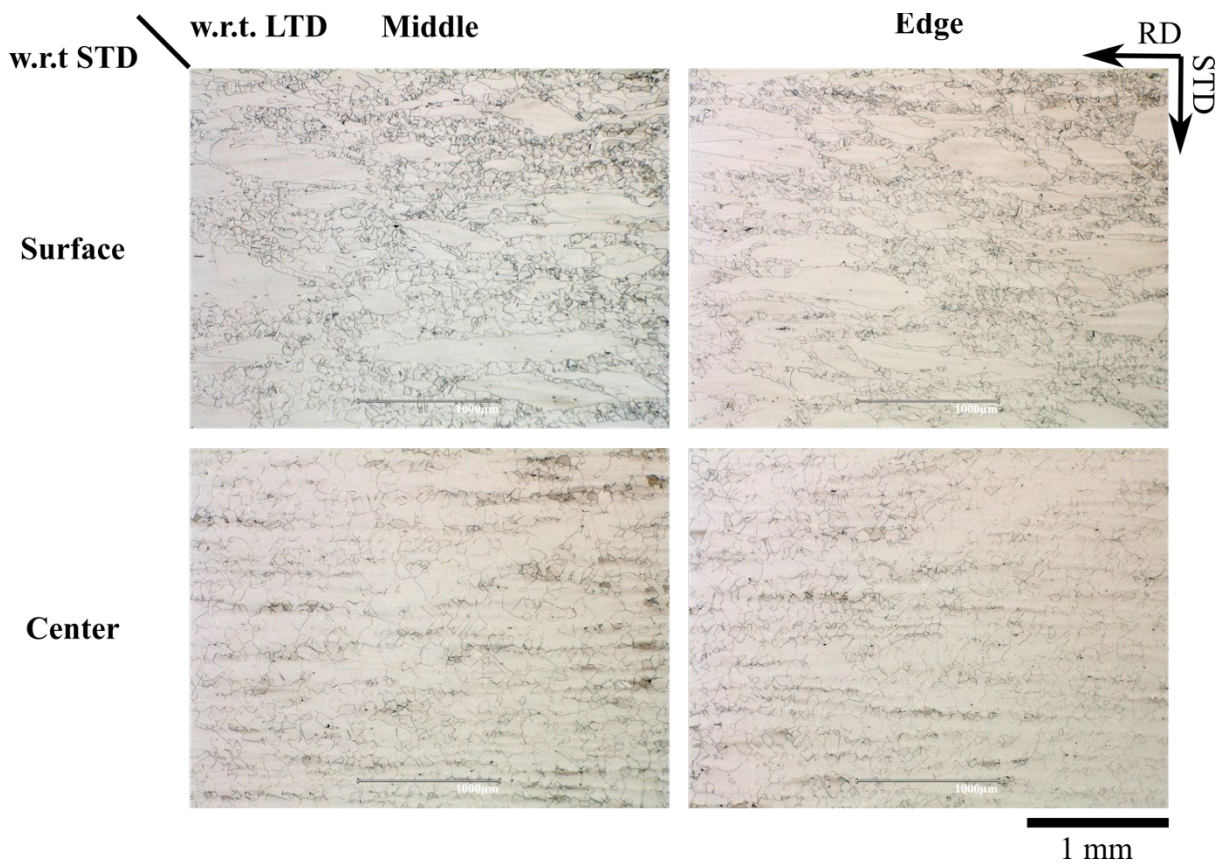 w.r.t. LTD
Middle
Edge
w.r.t STD
RD
STD
Surface
1000µm
1000µm
Center
1000µm
1000µm
1 mm